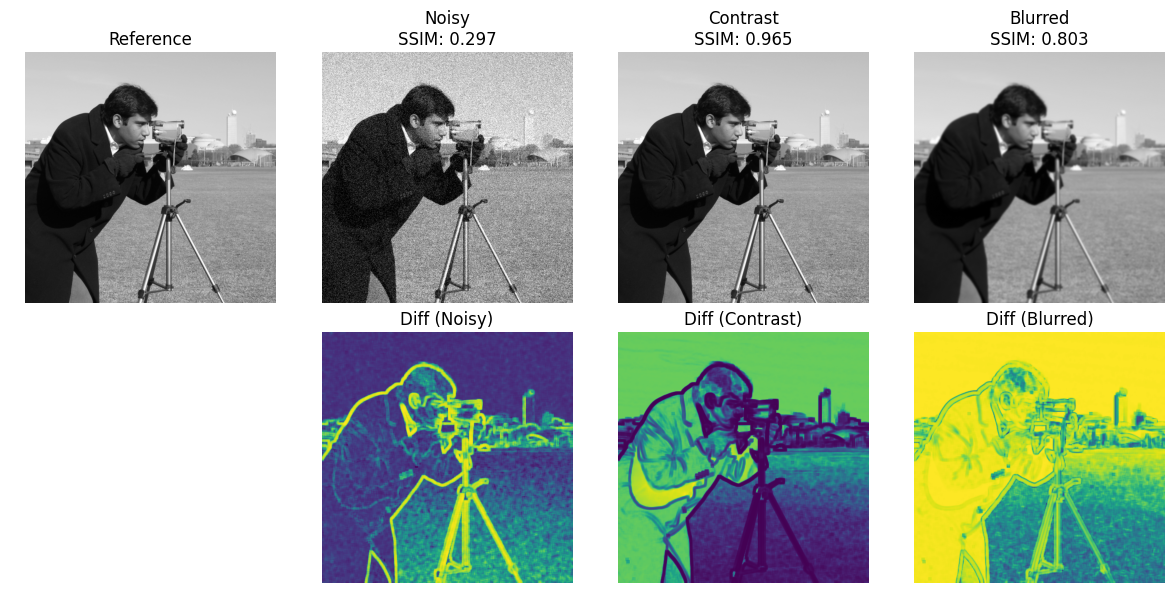 Reference
Noisy
SSIM: 0.297
Contrast
SSIM: 0.965
Blurred
SSIM: 0.803
Diff (Noisy)
Diff (Contrast)
Diff (Blurred)